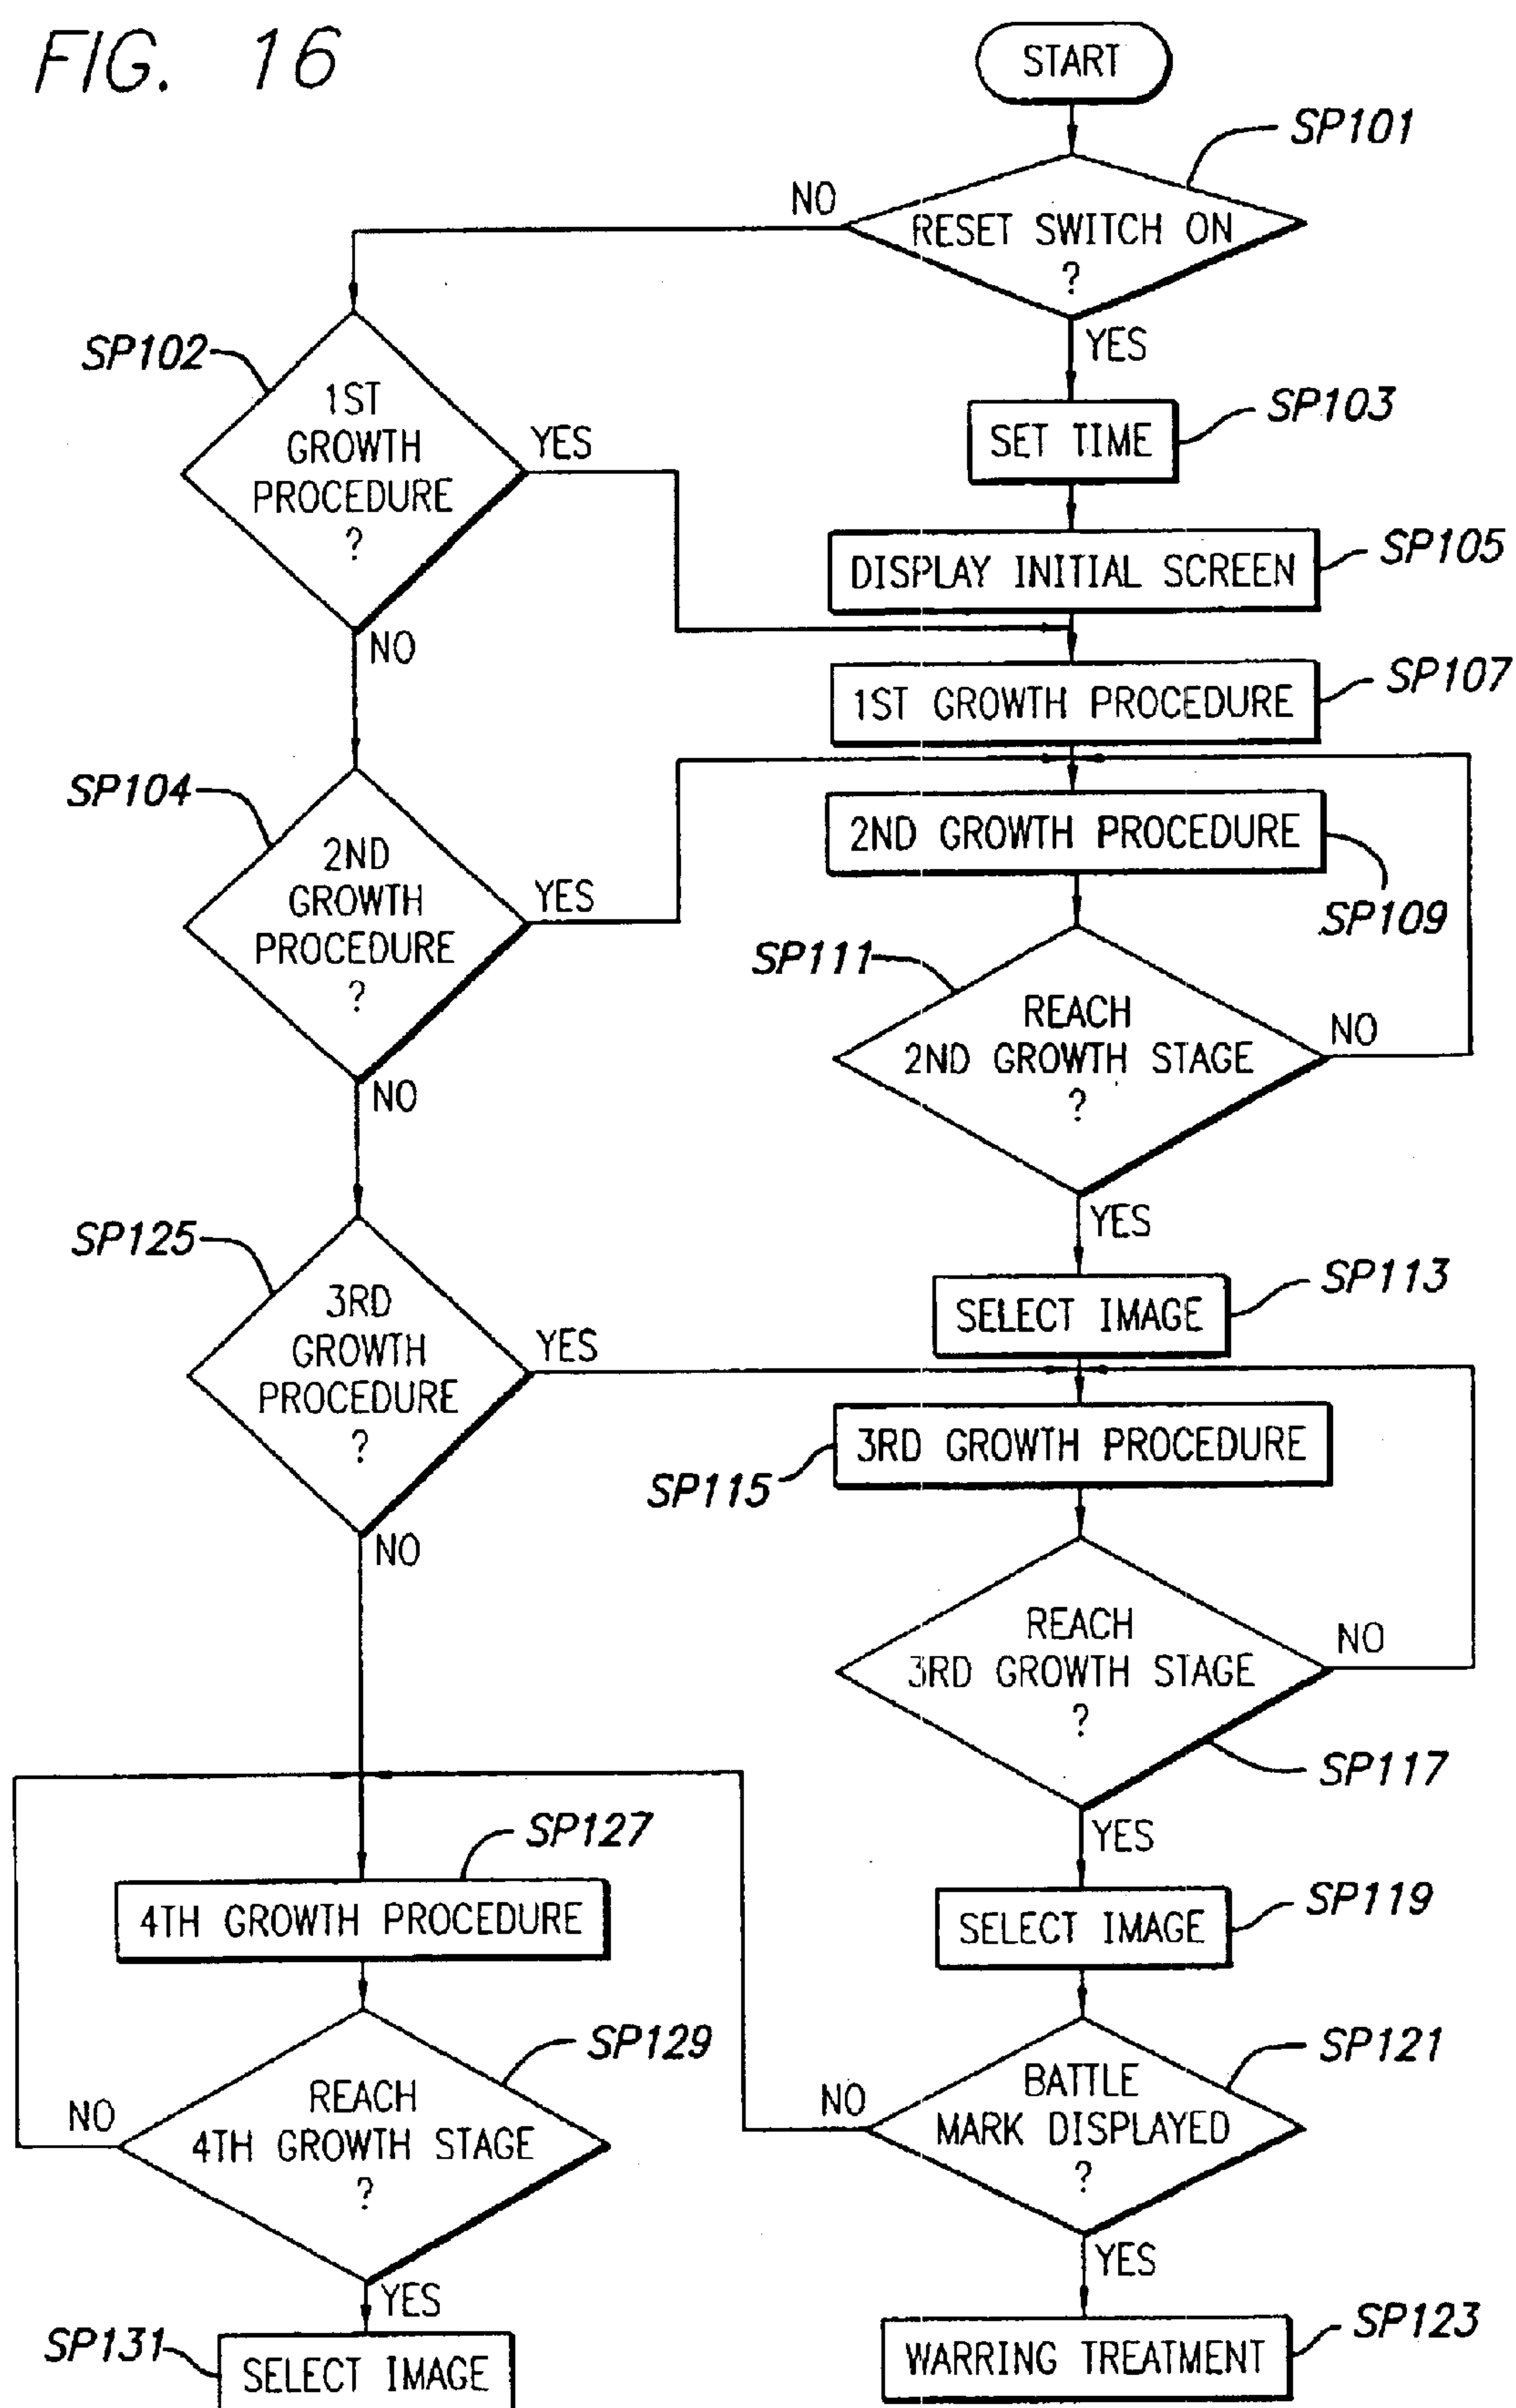 FIG. 16
START
SP101
NO
RESET SWITCH ON
?
YES
SP102
1ST
GROWTH
PROCEDURE
?
YES
NO
SP103
SET TIME
SP105
DISPLAY INITIAL SCREEN
SP107
1ST GROWTH PROCEDURE
SP104
2ND
GROWTH
PROCEDURE
?
YES
NO
2ND GROWTH PROCEDURE
SP109
SP111
REACH
2ND GROWTH STAGE
?
NO
YES
SP125
3RD
GROWTH
PROCEDURE
?
YES
NO
SP113
SELECT IMAGE
3RD GROWTH PROCEDURE
SP115
REACH
3RD GROWTH STAGE
?
NO
SP117
YES
SP127
4TH GROWTH PROCEDURE
SP119
SELECT IMAGE
SP129
REACH
4TH GROWTH STAGE
?
NO
YES
SP121
BATTLE
MARK DISPLAYED
?
NO
YES
SP131
SELECT IMAGE
SP123
WARRING TREATMENT